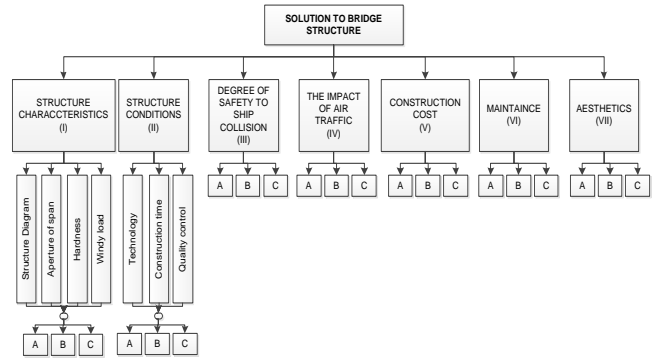 SOLUTION TO BRIDGE
STRUCTURE
STRUCTURE
CHARACCTERISTICS
(I)
STRUCTURE
CONDITIONS
(II)
DEGREE OF
SAFETY TO
SHIP
COLLISION
(III)
THE IMPACT
OF AIR
TRAFFIC
(IV)
CONSTRUCTION
COST
(V)
MAINTAINCE
(VI)
AESTHETICS
(VII)
Structure Diagram
Aperture of span
Hardness
Windy load
Technology
Construction time
Quality control
A B C
A B C
A B C
A B C
A B C
A B C
A B C